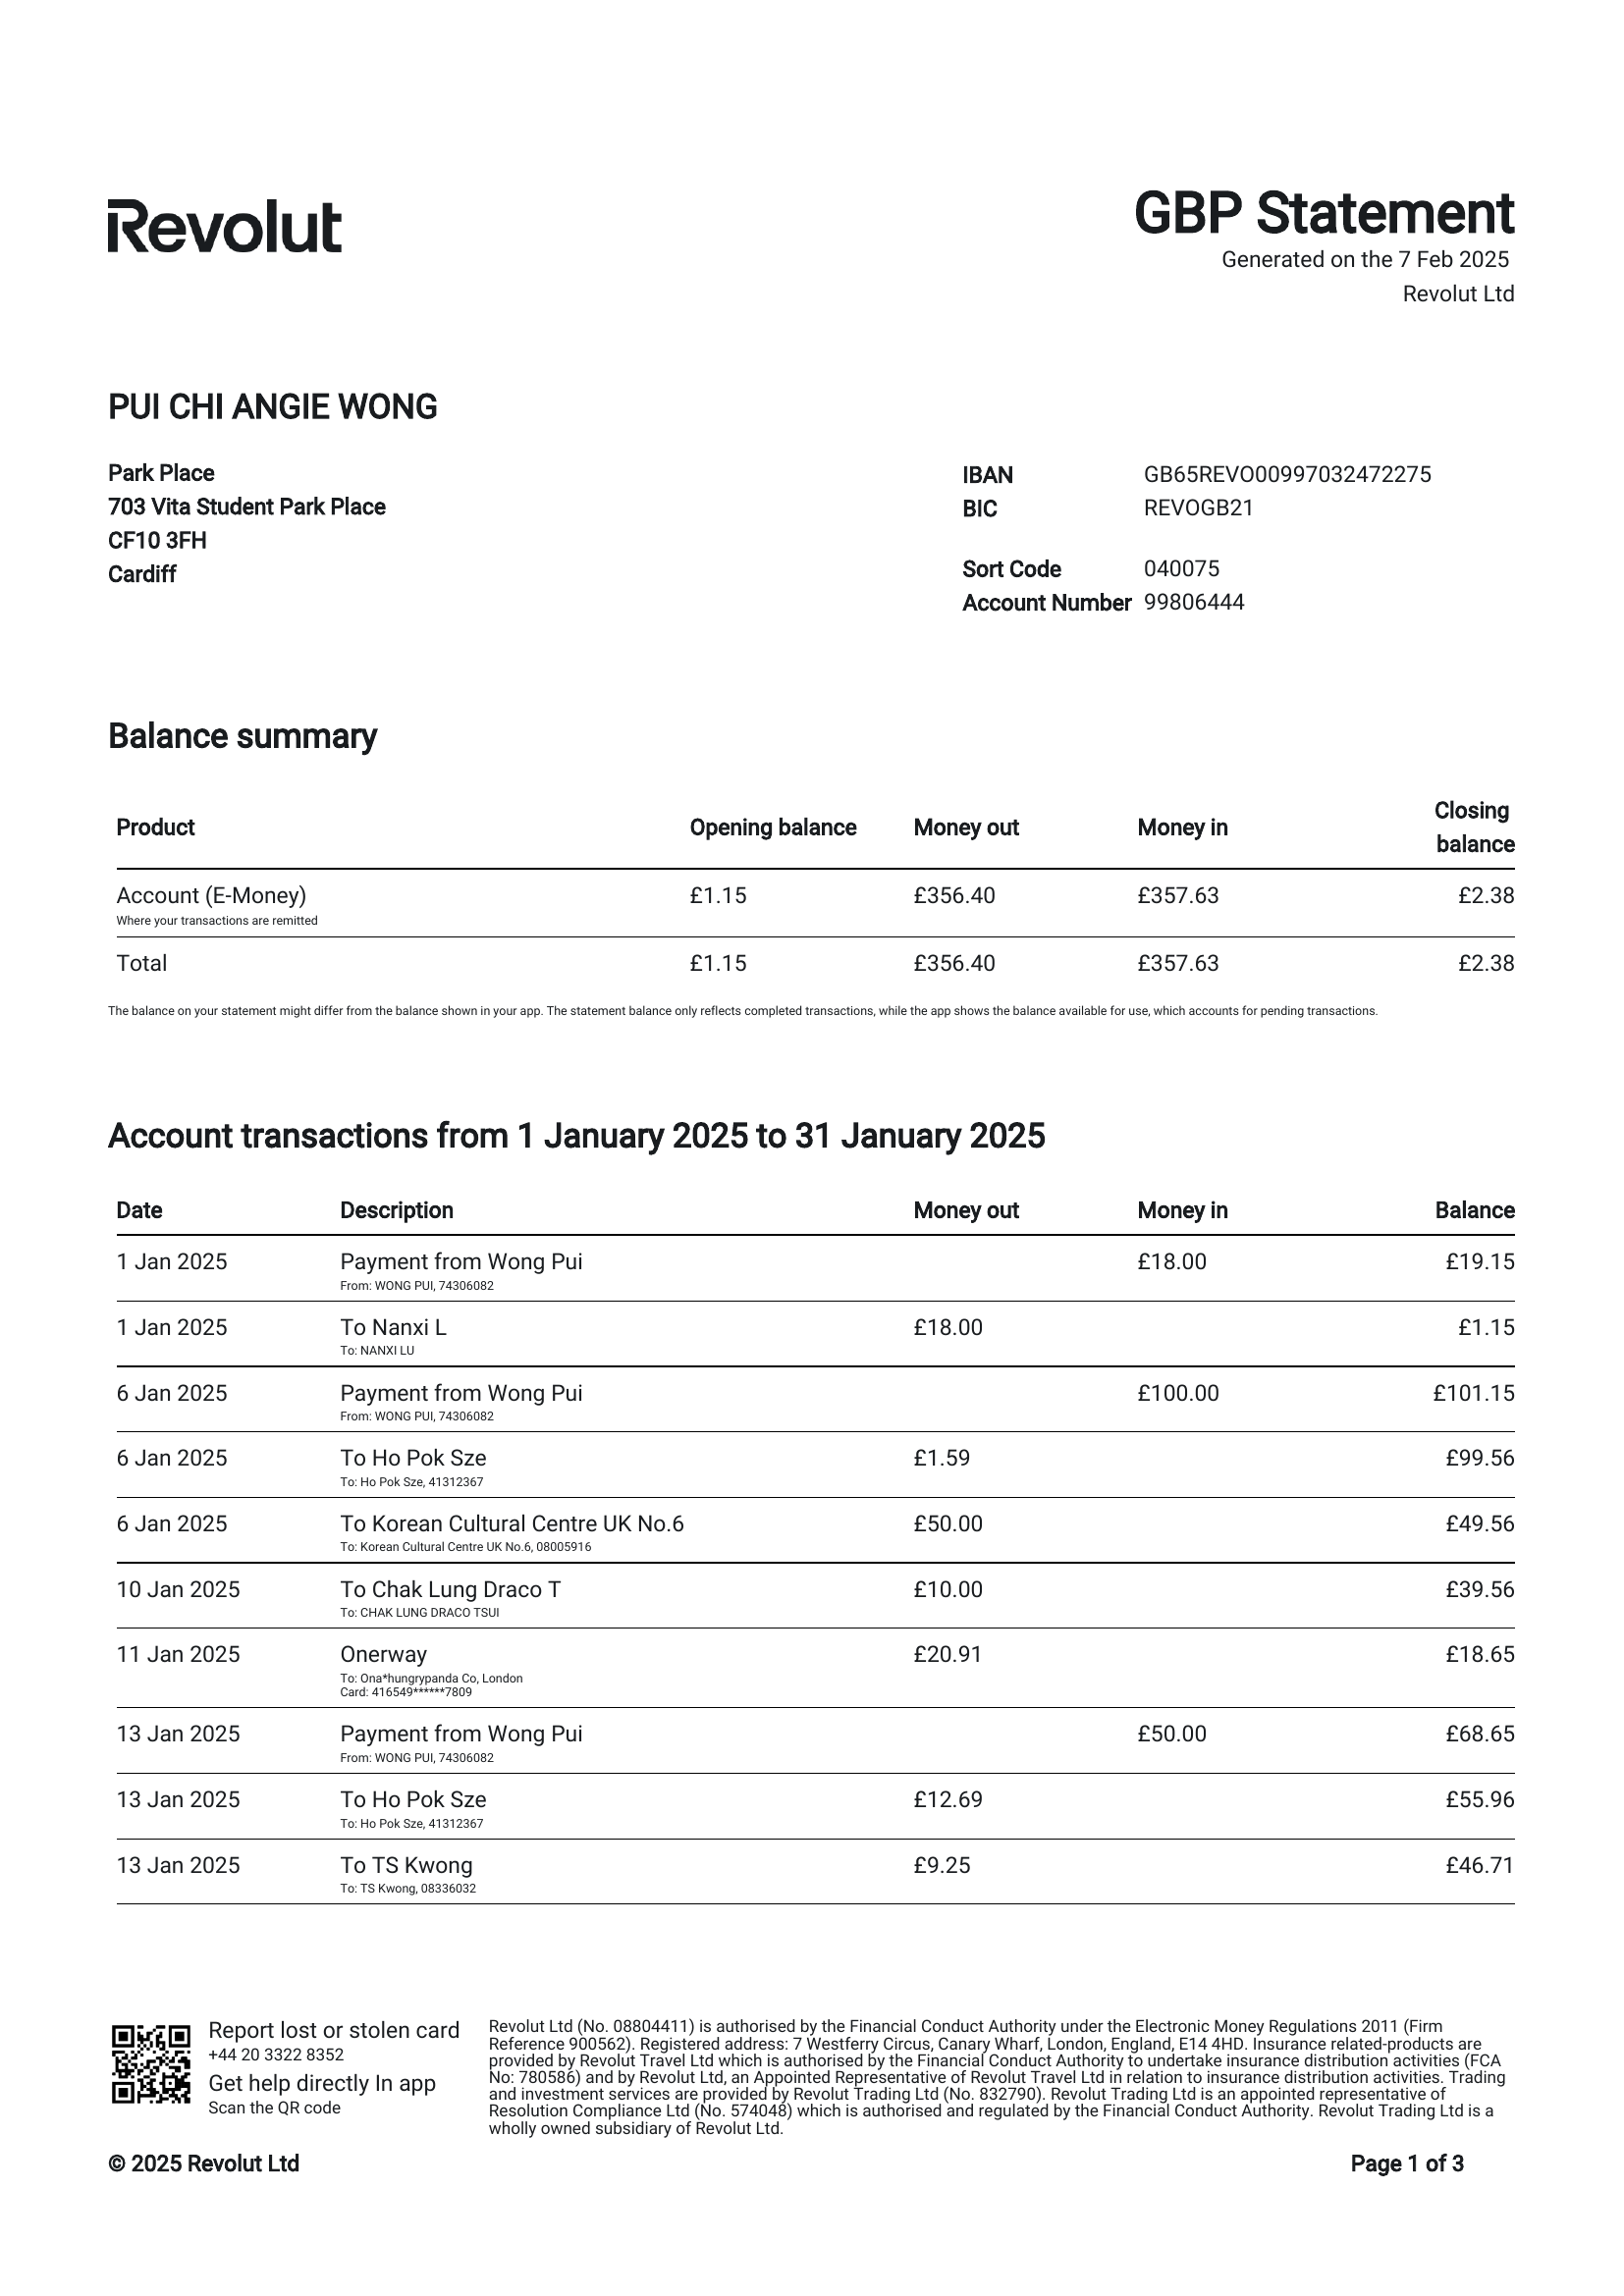 Revolut
GBP Statement
Generated on the 7 Feb 2025
Revolut Ltd
PUI CHI ANGIE WONG
Park Place
703 Vita Student Park Place
CF10 3FH
Cardiff
IBAN GB65REVO00997032472275
BIC REVOGB21
Sort Code 040075
Account Number 99806444
Balance summary
Product Opening balance Money out Money in Closing balance
Account (E-Money) £1.15 £356.40 £357.63 £2.38
Where your transactions are remitted
Total £1.15 £356.40 £357.63 £2.38
The balance on your statement might differ from the balance shown in your app. The statement balance only reflects completed transactions, while the app shows the balance available for use, which accounts for pending transactions.
Account transactions from 1 January 2025 to 31 January 2025
Date Description Money out Money in Balance
1 Jan 2025 Payment from Wong Pui £18.00 £19.15
From: WONG PUI, 74306082
1 Jan 2025 To Nanxi L £18.00 £1.15
To: NANXI LU
6 Jan 2025 Payment from Wong Pui £100.00 £101.15
From: WONG PUI, 74306082
6 Jan 2025 To Ho Pok Sze £1.59 £99.56
To: Ho Pok Sze, 41312367
6 Jan 2025 To Korean Cultural Centre UK No.6 £50.00 £49.56
To: Korean Cultural Centre UK No.6, 08005916
10 Jan 2025 To Chak Lung Draco T £10.00 £39.56
To: CHAK LUNG DRACO TSUI
11 Jan 2025 Onerway £20.91 £18.65
To: Ona*hungrypanda Co, London
Card: 416549******7809
13 Jan 2025 Payment from Wong Pui £50.00 £68.65
From: WONG PUI, 74306082
13 Jan 2025 To Ho Pok Sze £12.69 £55.96
To: Ho Pok Sze, 41312367
13 Jan 2025 To TS Kwong £9.25 £46.71
To: TS Kwong, 08336032
Report lost or stolen card
+44 20 3322 8352
Get help directly In app
Scan the QR code
Revolut Ltd (No. 08804411) is authorised by the Financial Conduct Authority under the Electronic Money Regulations 2011 (Firm
Reference 900562). Registered address: 7 Westferry Circus, Canary Wharf, London, England, E14 4HD. Insurance related-products are
provided by Revolut Travel Ltd which is authorised by the Financial Conduct Authority to undertake insurance distribution activities (FCA
No: 780586) and by Revolut Ltd, an Appointed Representative of Revolut Travel Ltd in relation to insurance distribution activities. Trading
and investment services are provided by Revolut Trading Ltd (No. 832790). Revolut Trading Ltd is an appointed representative of
Resolution Compliance Ltd (No. 574048) which is authorised and regulated by the Financial Conduct Authority. Revolut Trading Ltd is a
wholly owned subsidiary of Revolut Ltd.
© 2025 Revolut Ltd
Page 1 of 3